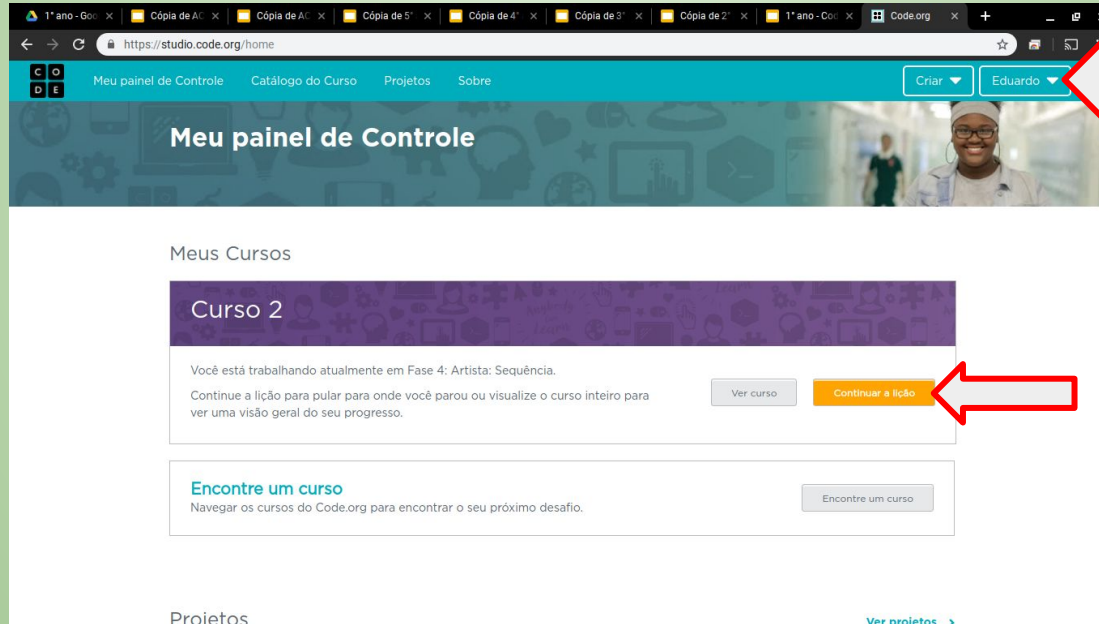 1° ano - Goo
Cópia de AC
Cópia de AC
Cópia de 5°
Cópia de 4°
Cópia de 3°
Cópia de 2°
1° ano - Cod
Code.org
https://studio.code.org/home
C O
D E
Meu painel de Controle
Catálogo do Curso
Projetos
Sobre
Criar
Eduardo
Meu painel de Controle
Meus Cursos
Curso 2
Você está trabalhando atualmente em Fase 4: Artista: Sequência.
Continue a lição para pular para onde você parou ou visualize o curso inteiro para
ver uma visão geral do seu progresso.
Ver curso
Continuar a lição
Encontre um curso
Navegar os cursos do Code.org para encontrar o seu próximo desafio.
Encontre um curso
Projetos
Ver projetos